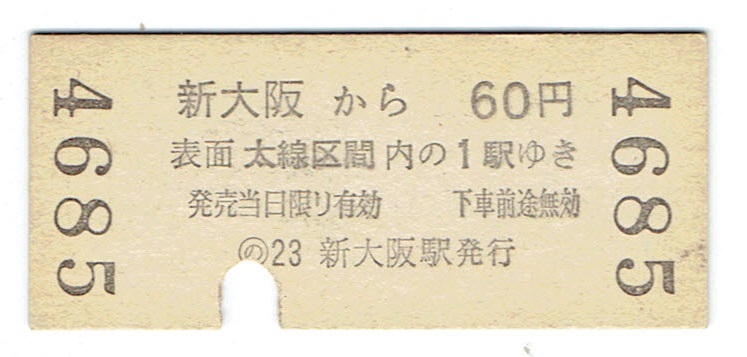 4685
新大阪 から 60円
表面 太線区間 内の1駅ゆき
発売当日限り有効 下車前途無効
㋨23 新大阪駅発行
4685